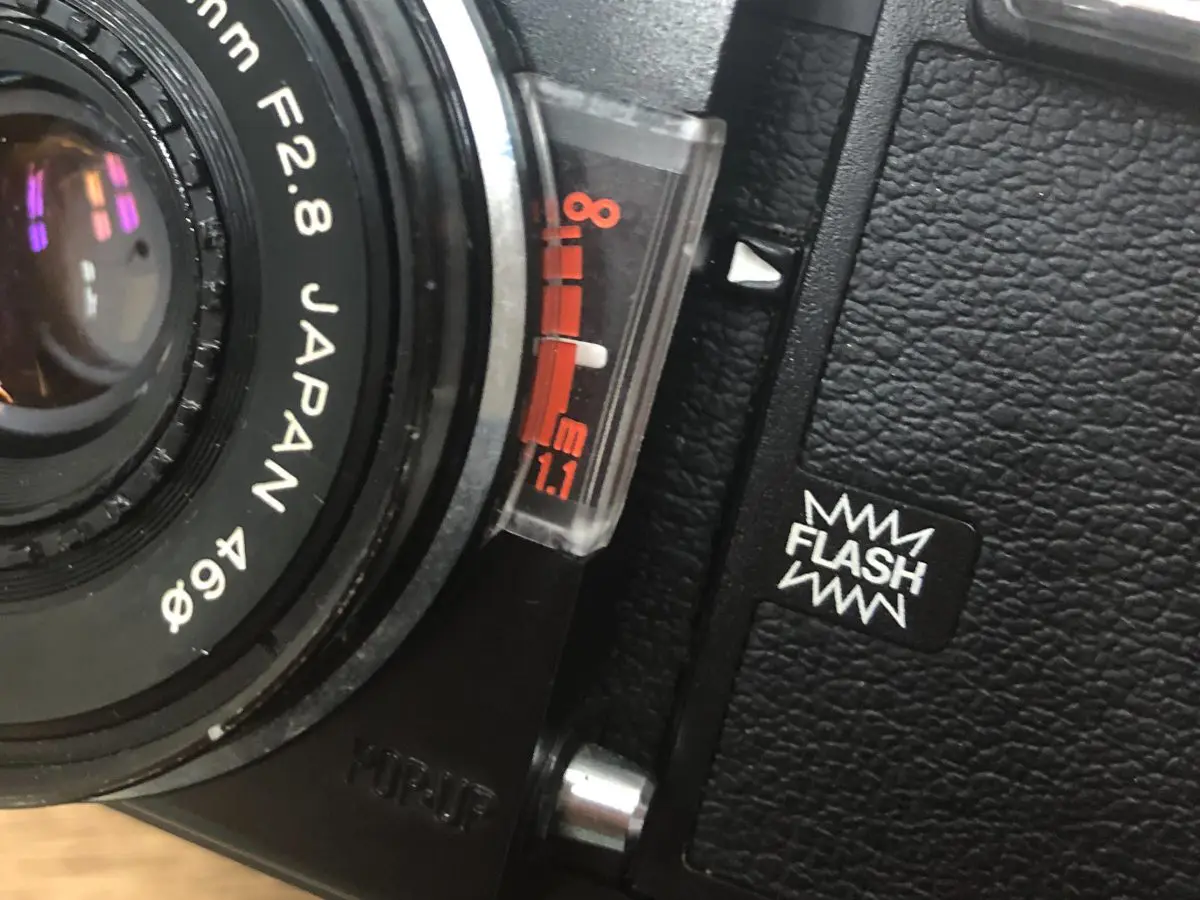 mm F2.8 JAPAN 46ø
∞
m
1.1
FLASH
POP-UP